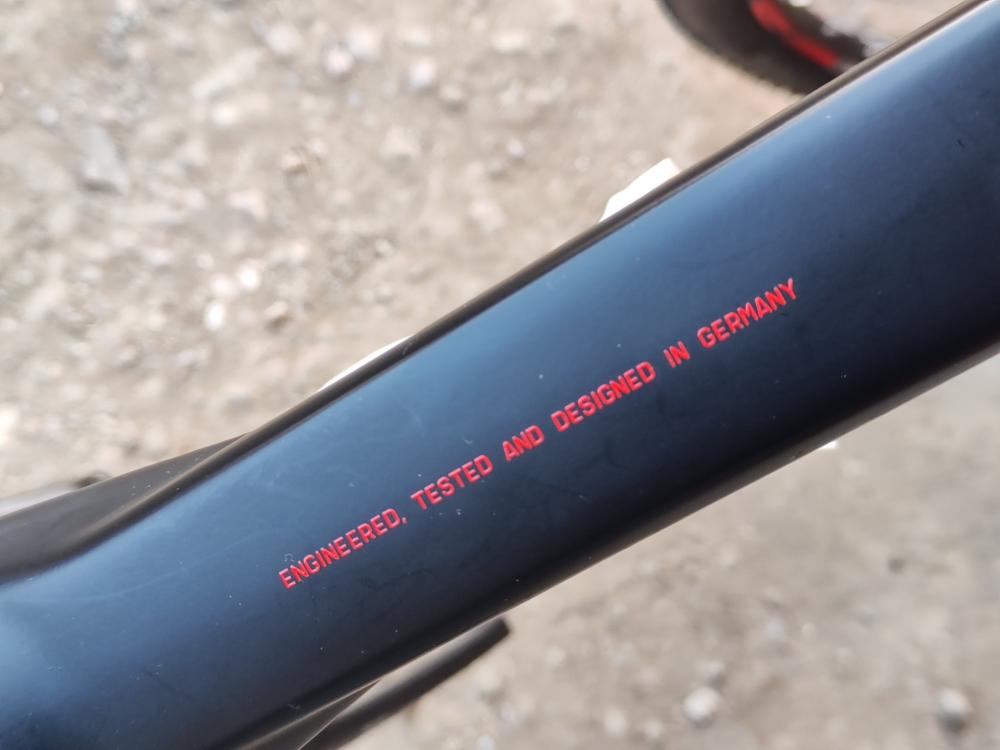 ENGINEERED, TESTED AND DESIGNED IN GERMANY